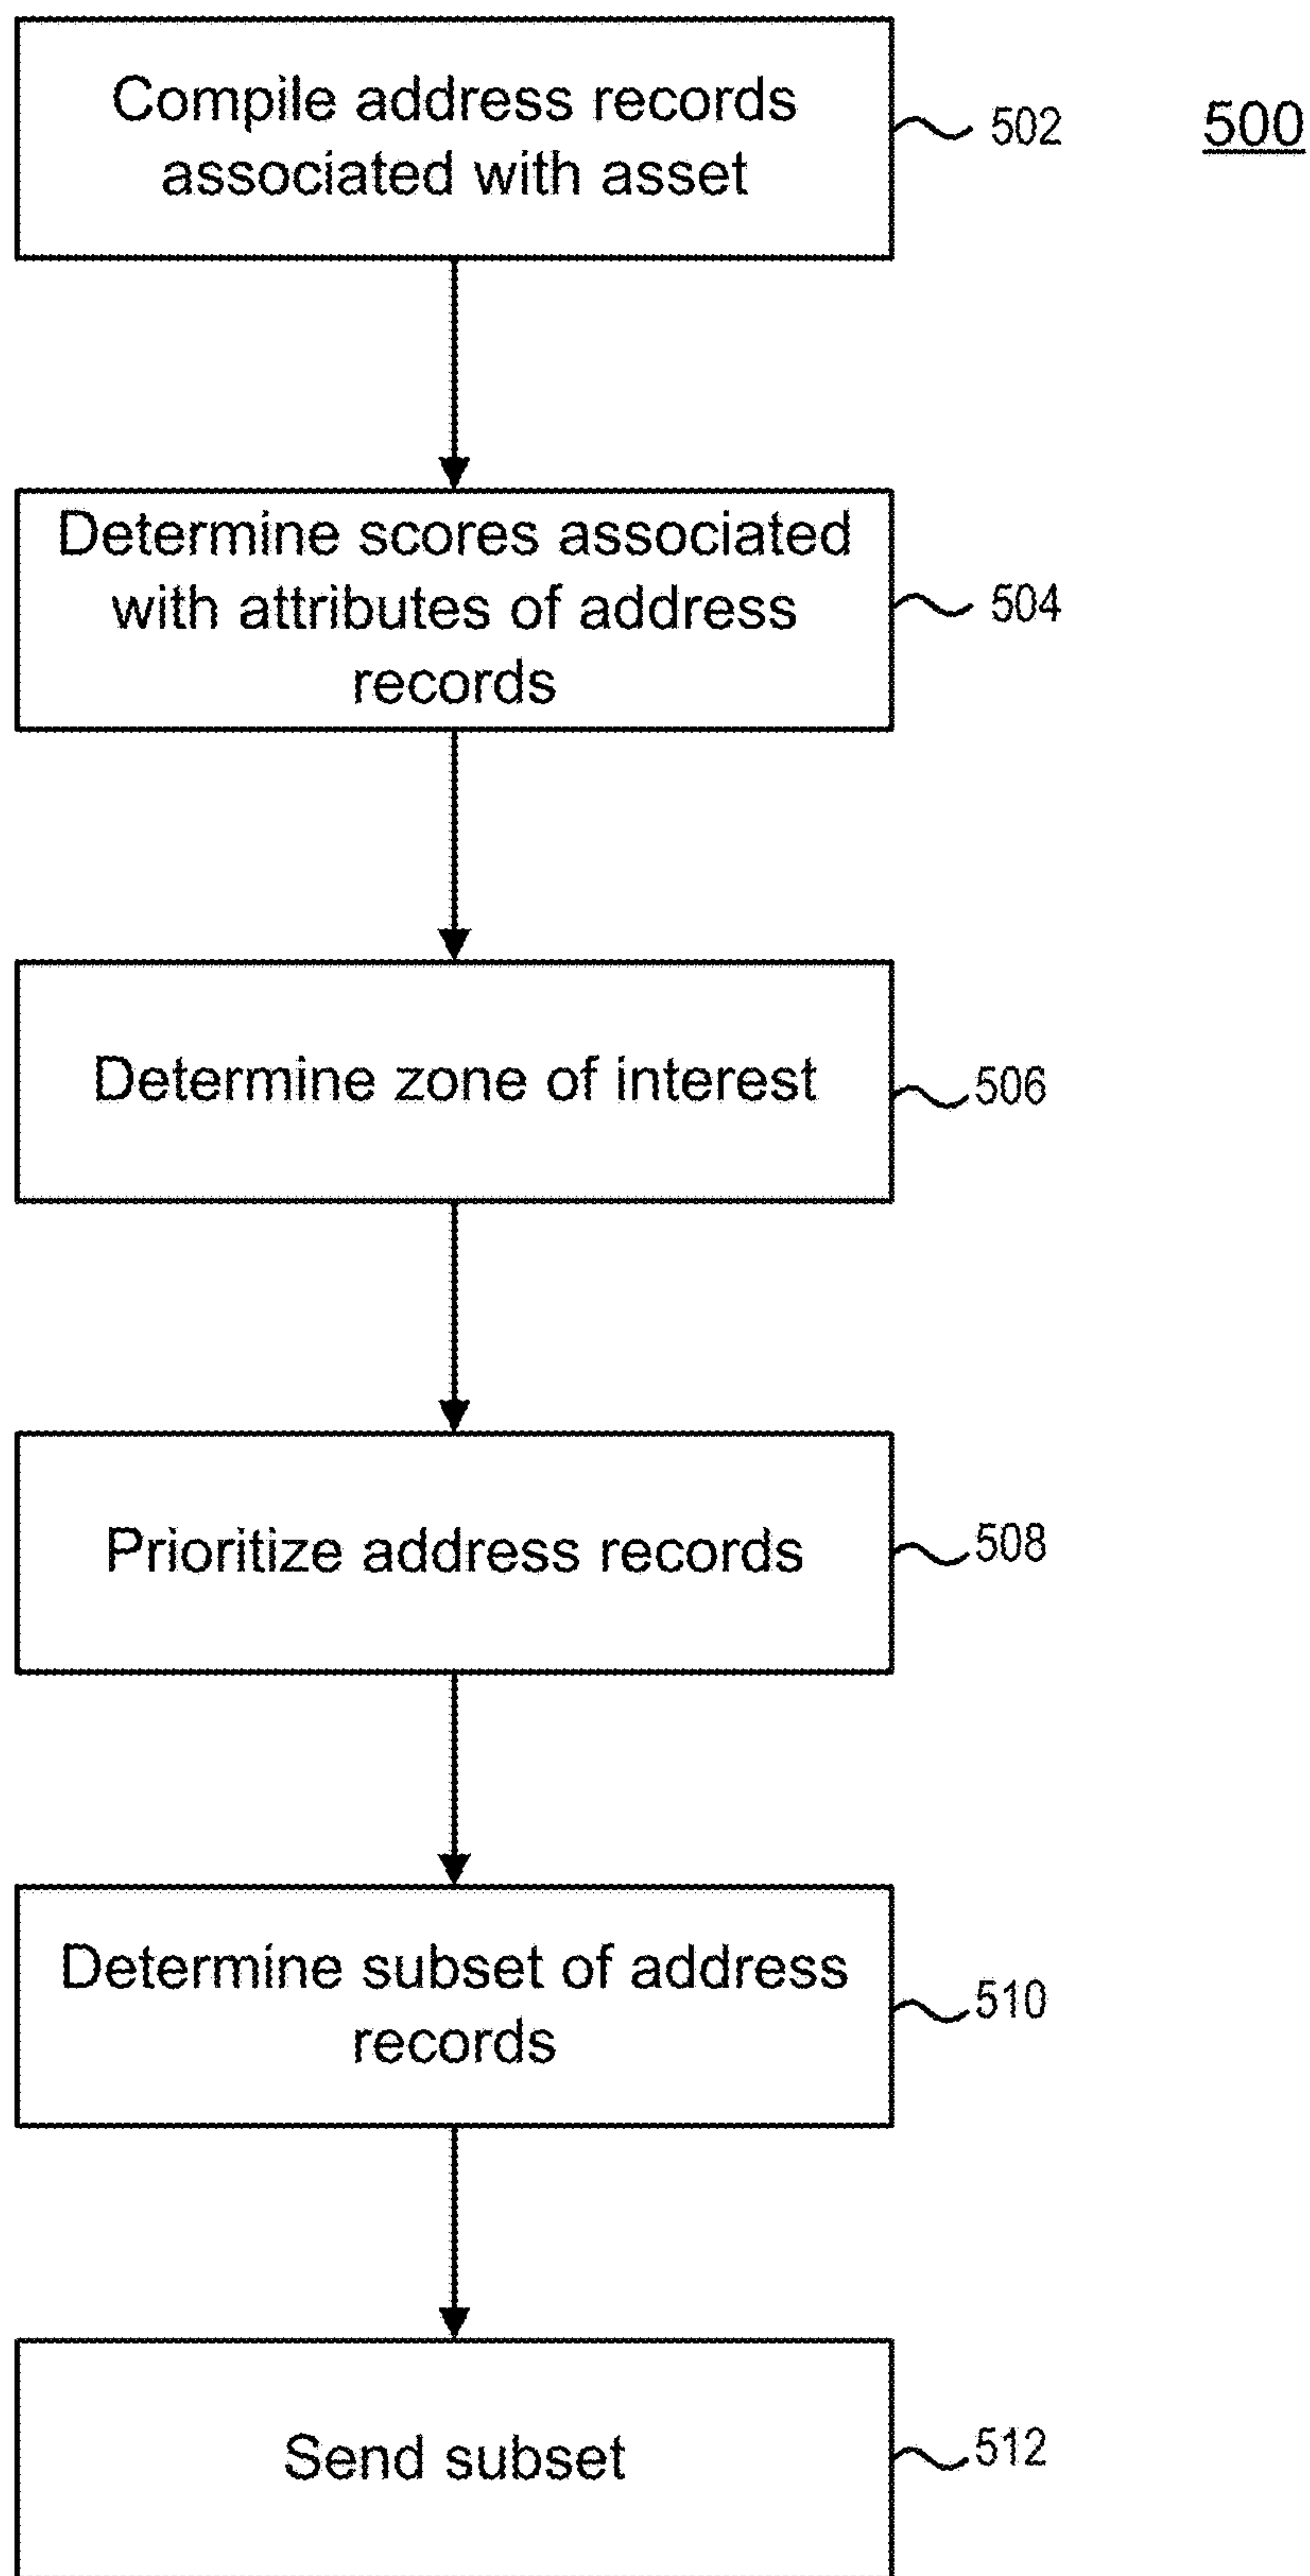 Compile address records
associated with asset
502
500
Determine scores associated
with attributes of address
records
504
Determine zone of interest
506
Prioritize address records
508
Determine subset of address
records
510
Send subset
512